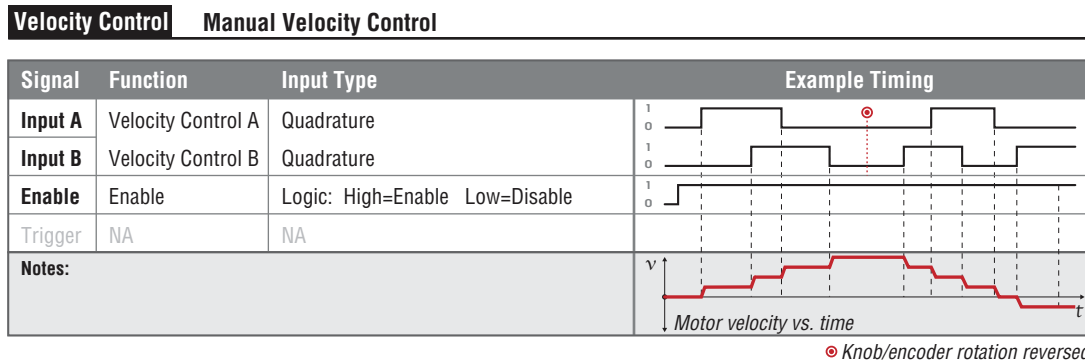 Velocity Control Manual Velocity Control
Signal Function Input Type Example Timing
Input A Velocity Control A Quadrature 1 0
Input B Velocity Control B Quadrature 1 0
Enable Enable Logic: High=Enable Low=Disable 1 0
Trigger NA NA
Notes: v t
Motor velocity vs. time
Knob/encoder rotation reversed